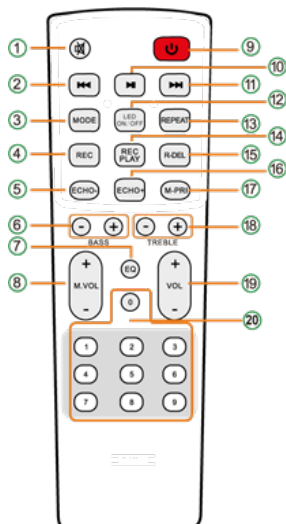 1 9
10
2 11
12
3 MODE LED ON/OFF REPEAT 13
14
4 REC REC PLAY R-DEL 15
16
5 ECHO- ECHO+ M-PRI 17
6 - + - + 18
BASS TREBLE
7 EQ
8 + M.VOL - + VOL - 19
0
20
1 2 3
4 5 6
7 8 9